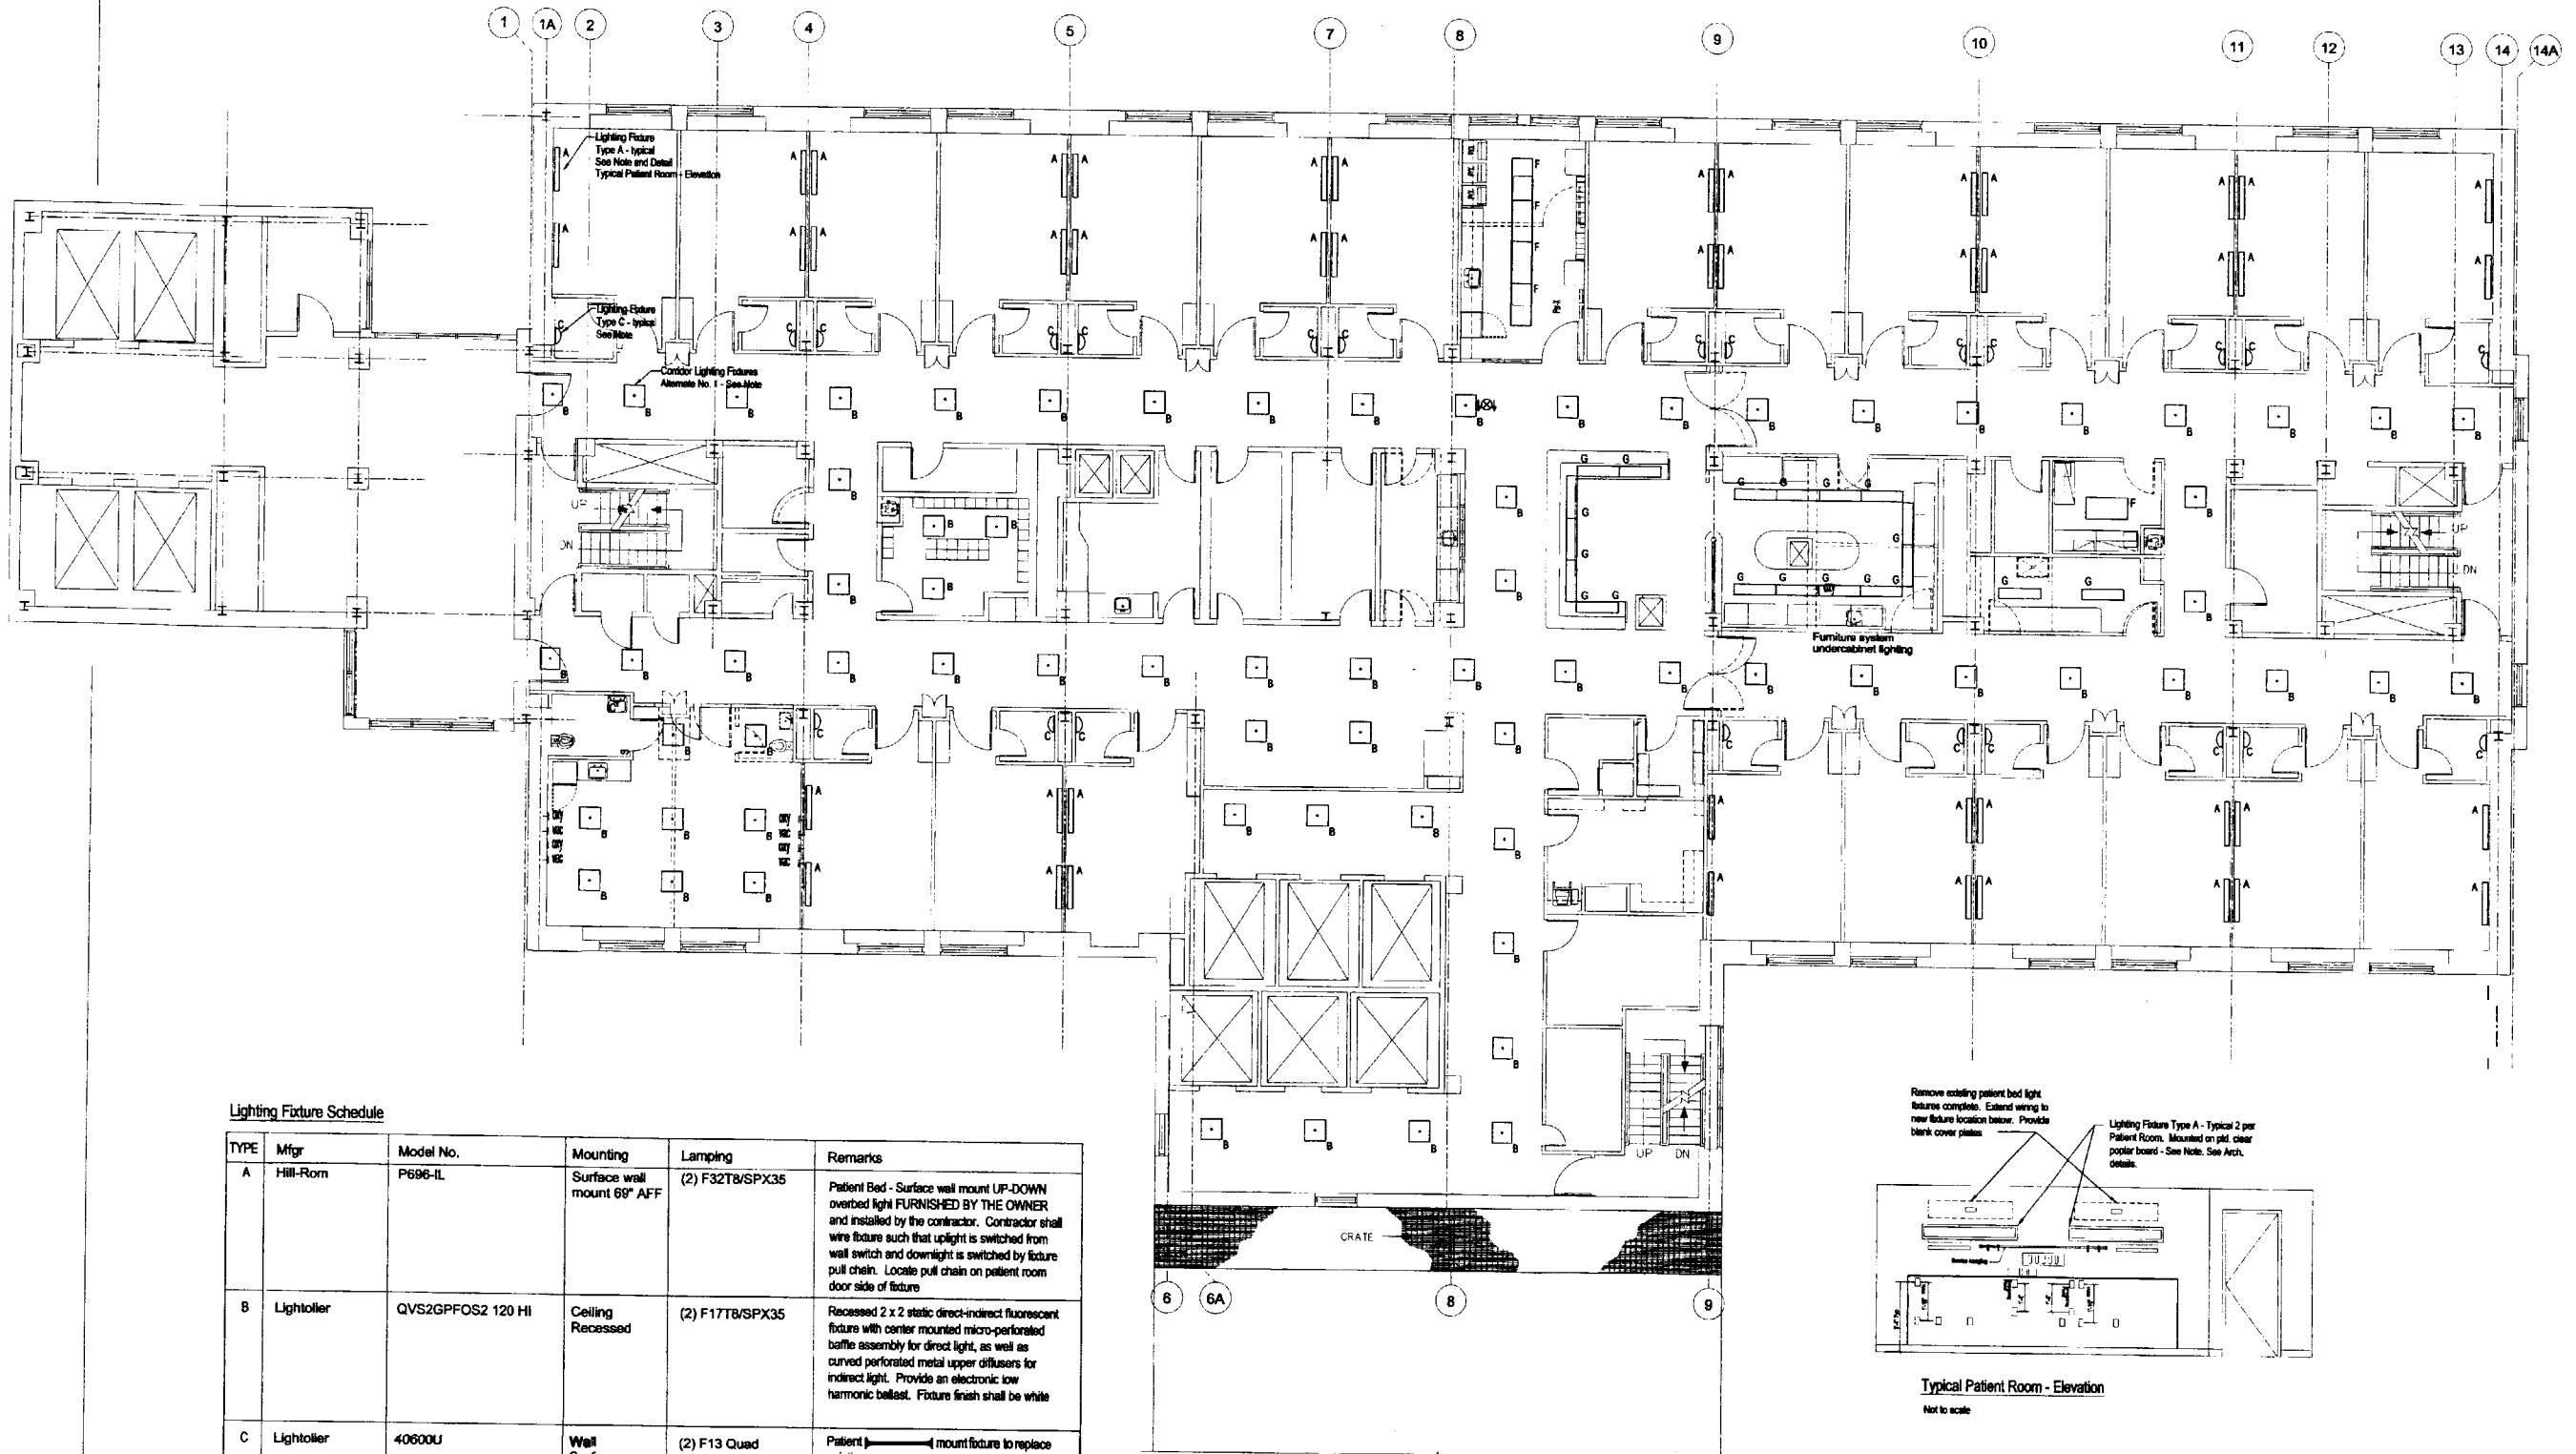 1 1A 2 3 4 5 7 8 9 10 11 12 13 14 14A
Lighting Fixture
Type A - typical
See Note and Detail
Typical Patient Room - Elevation
A A A A A A A A A A A A A A
A A A A A A A A A A A A A A
F
F
F
F
Lighting Fixture
Type C - typical
See Note
C C C C C C C C C C C C C C
Corridor Lighting Fixtures
Alternate No. 1 - See Note
B B B B B B B B B B B B B B B B B B B B
UP
DN
B
B
B B
B
B
B
G G
G
G
G G
G G G G
G
G G G G G
F
G G
B
B
UP
DN
Furniture system
undercabinet lighting
B B B B B B B B B B B B B B B B B B B B
B B
C C C C C C C C C
B B B
A A A A A A A A A
B B B
OXY
VAC
OXY
VAC
OXY
VAC
OXY
VAC
B B B B
B B B
A A A A A A A A A
B
B
B B B B
UP DN
CRATE
6 6A 8 9
Lighting Fixture Schedule
TYPE Mfgr Model No. Mounting Lamping Remarks
A Hill-Rom P696-IL Surface wall
mount 69" AFF
(2) F32T8/SPX35
Patient Bed - Surface wall mount UP-DOWN
overbed light FURNISHED BY THE OWNER
and installed by the contractor. Contractor shall
wire fixture such that uplight is switched from
wall switch and downlight is switched by fixture
pull chain. Locate pull chain on patient room
door side of fixture
B Lightolier QVS2GPFOS2 120 HI Ceiling
Recessed
(2) F17T8/SPX35
Recessed 2 x 2 static direct-indirect fluorescent
fixture with center mounted micro-perforated
baffle assembly for direct light, as well as
curved perforated metal upper diffusers for
indirect light. Provide an electronic low
harmonic ballast. Fixture finish shall be white
C Lightolier 40600U Wall
(2) F13 Quad
Patient mount fixture to replace
Remove existing patient bed light
fixtures complete. Extend wiring to
new fixture location below. Provide
blank cover plates
Lighting Fixture Type A - Typical 2 per
Patient Room. Mounted on ptd. clear
poplar board - See Note. See Arch.
details.
Typical Patient Room - Elevation
Not to scale